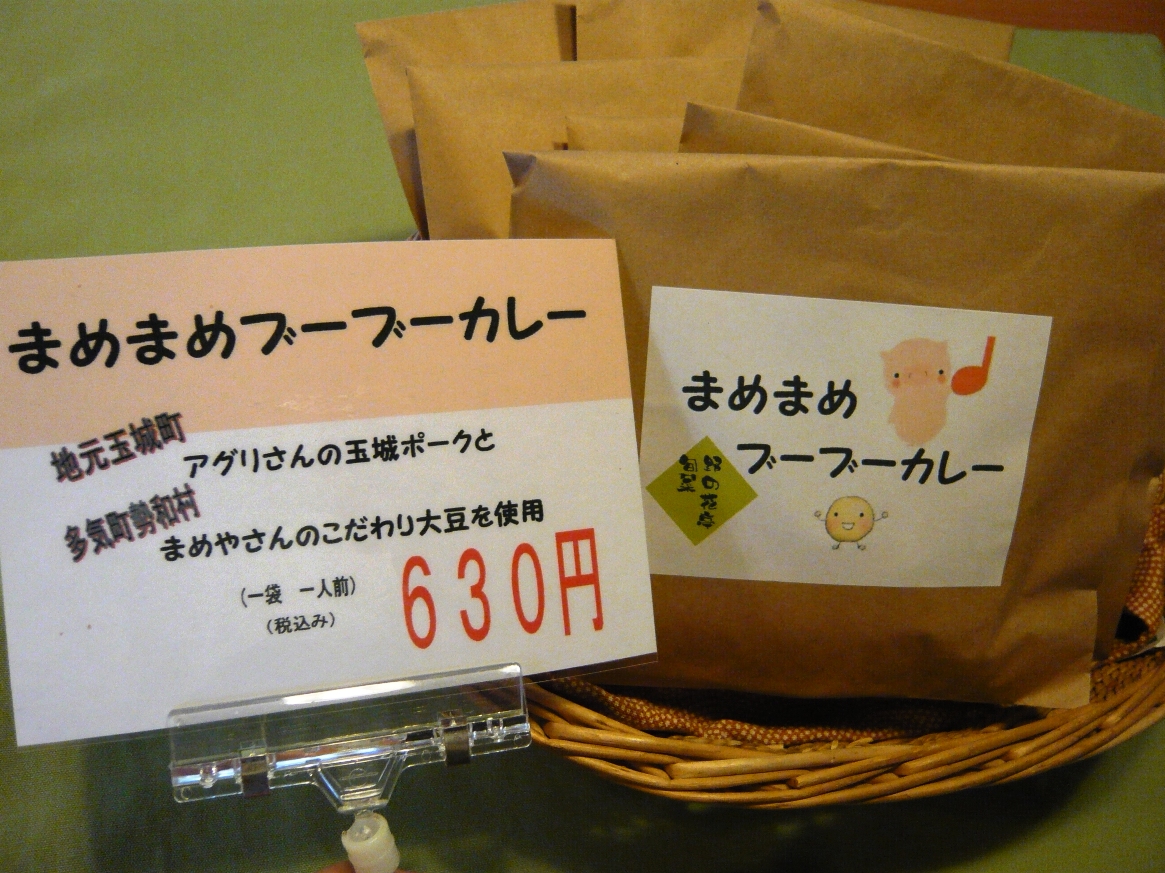 まめまめブーブーカレー
地元玉城町
アグリさんの玉城ポークと
多気町勢和村
まめやさんのこだわり大豆を使用
(一袋 一人前)
(税込み)
630円
まめまめ
ブーブーカレー
旬菜